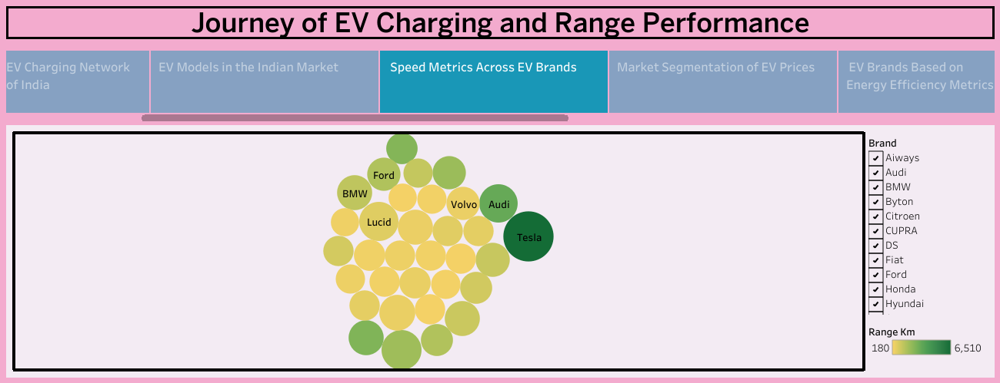 Journey of EV Charging and Range Performance
EV Charging Network
of India
EV Models in the Indian Market
Speed Metrics Across EV Brands
Market Segmentation of EV Prices
EV Brands Based on
Energy Efficiency Metrics
Ford
BMW
Volvo
Audi
Lucid
Tesla
Brand
Aiways
Audi
BMW
Byton
Citroen
CUPRA
DS
Fiat
Ford
Honda
Hyundai
Range Km
180
6,510